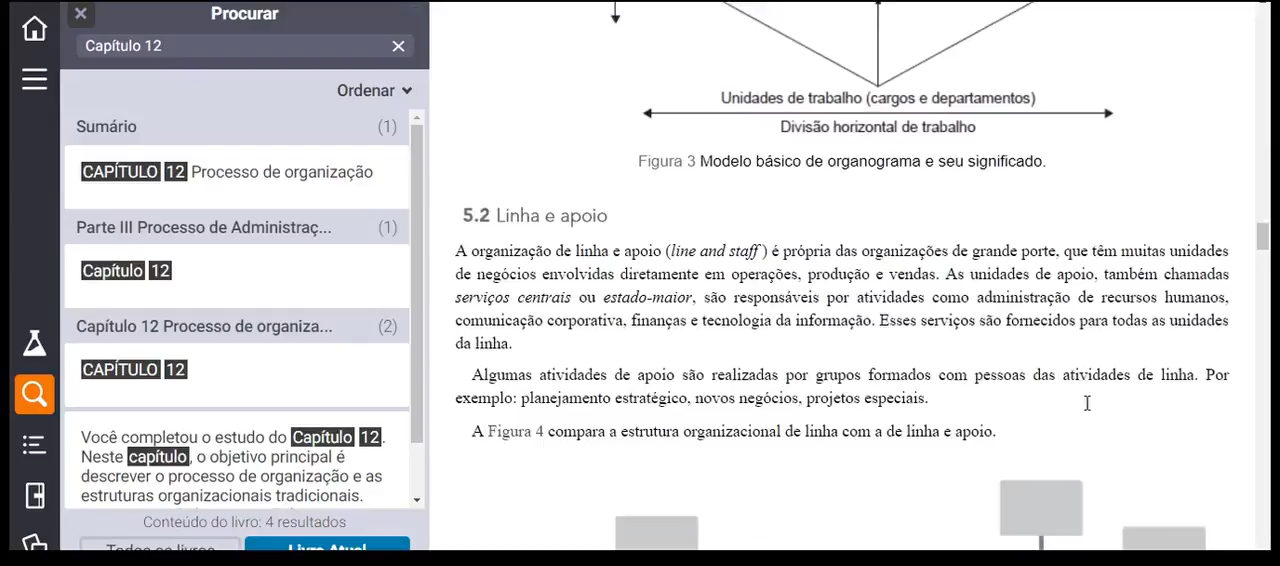 Procurar
Capítulo 12
Ordenar
Sumário (1)
CAPÍTULO 12 Processo de organização
Parte III Processo de Administraç... (1)
Capítulo 12
Capítulo 12 Processo de organiza... (2)
CAPÍTULO 12
Você completou o estudo do Capítulo 12.
Neste capítulo, o objetivo principal é
descrever o processo de organização e as
estruturas organizacionais tradicionais.
Conteúdo do livro: 4 resultados
Todos os livros Livro Atual
Unidades de trabalho (cargos e departamentos)
Divisão horizontal de trabalho
Figura 3 Modelo básico de organograma e seu significado.
5.2 Linha e apoio
A organização de linha e apoio (line and staff ) é própria das organizações de grande porte, que têm muitas unidades
de negócios envolvidas diretamente em operações, produção e vendas. As unidades de apoio, também chamadas
serviços centrais ou estado-maior, são responsáveis por atividades como administração de recursos humanos,
comunicação corporativa, finanças e tecnologia da informação. Esses serviços são fornecidos para todas as unidades
da linha.
Algumas atividades de apoio são realizadas por grupos formados com pessoas das atividades de linha. Por
exemplo: planejamento estratégico, novos negócios, projetos especiais.
A Figura 4 compara a estrutura organizacional de linha com a de linha e apoio.